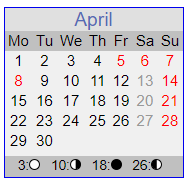 April
Mo Tu We Th Fr Sa Su
1 2 3 4 5 6 7
8 9 10 11 12 13 14
15 16 17 18 19 20 21
22 23 24 25 26 27 28
29 30
3: 10: 18: 26: